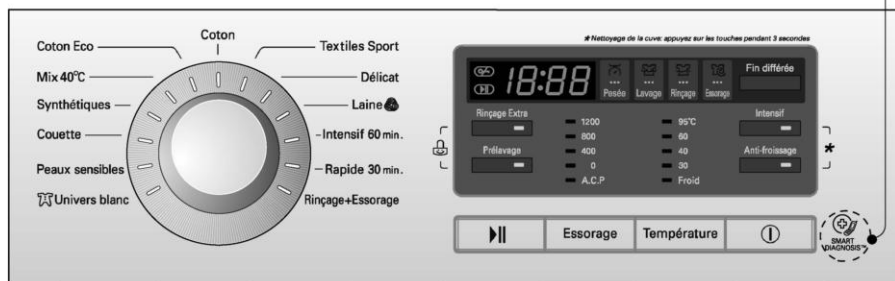 * Nettoyage de la cuve: appuyez sur les touches pendant 3 secondes
Coton
Coton Eco
Textiles Sport
Mix 40°C
Délicat
Synthétiques
Laine
Couette
Intensif 60 min.
Peaux sensibles
Rapide 30 min.
Univers blanc
Rinçage+Essorage
18:88
Pesée
Lavage
Rinçage
Essorage
Fin différée
Rinçage Extra
Prélavage
1200
800
400
0
A.C.P
95°C
60
40
30
Froid
Intensif
Anti-froissage
*
Essorage
Température
SMART
DIAGNOSIS™